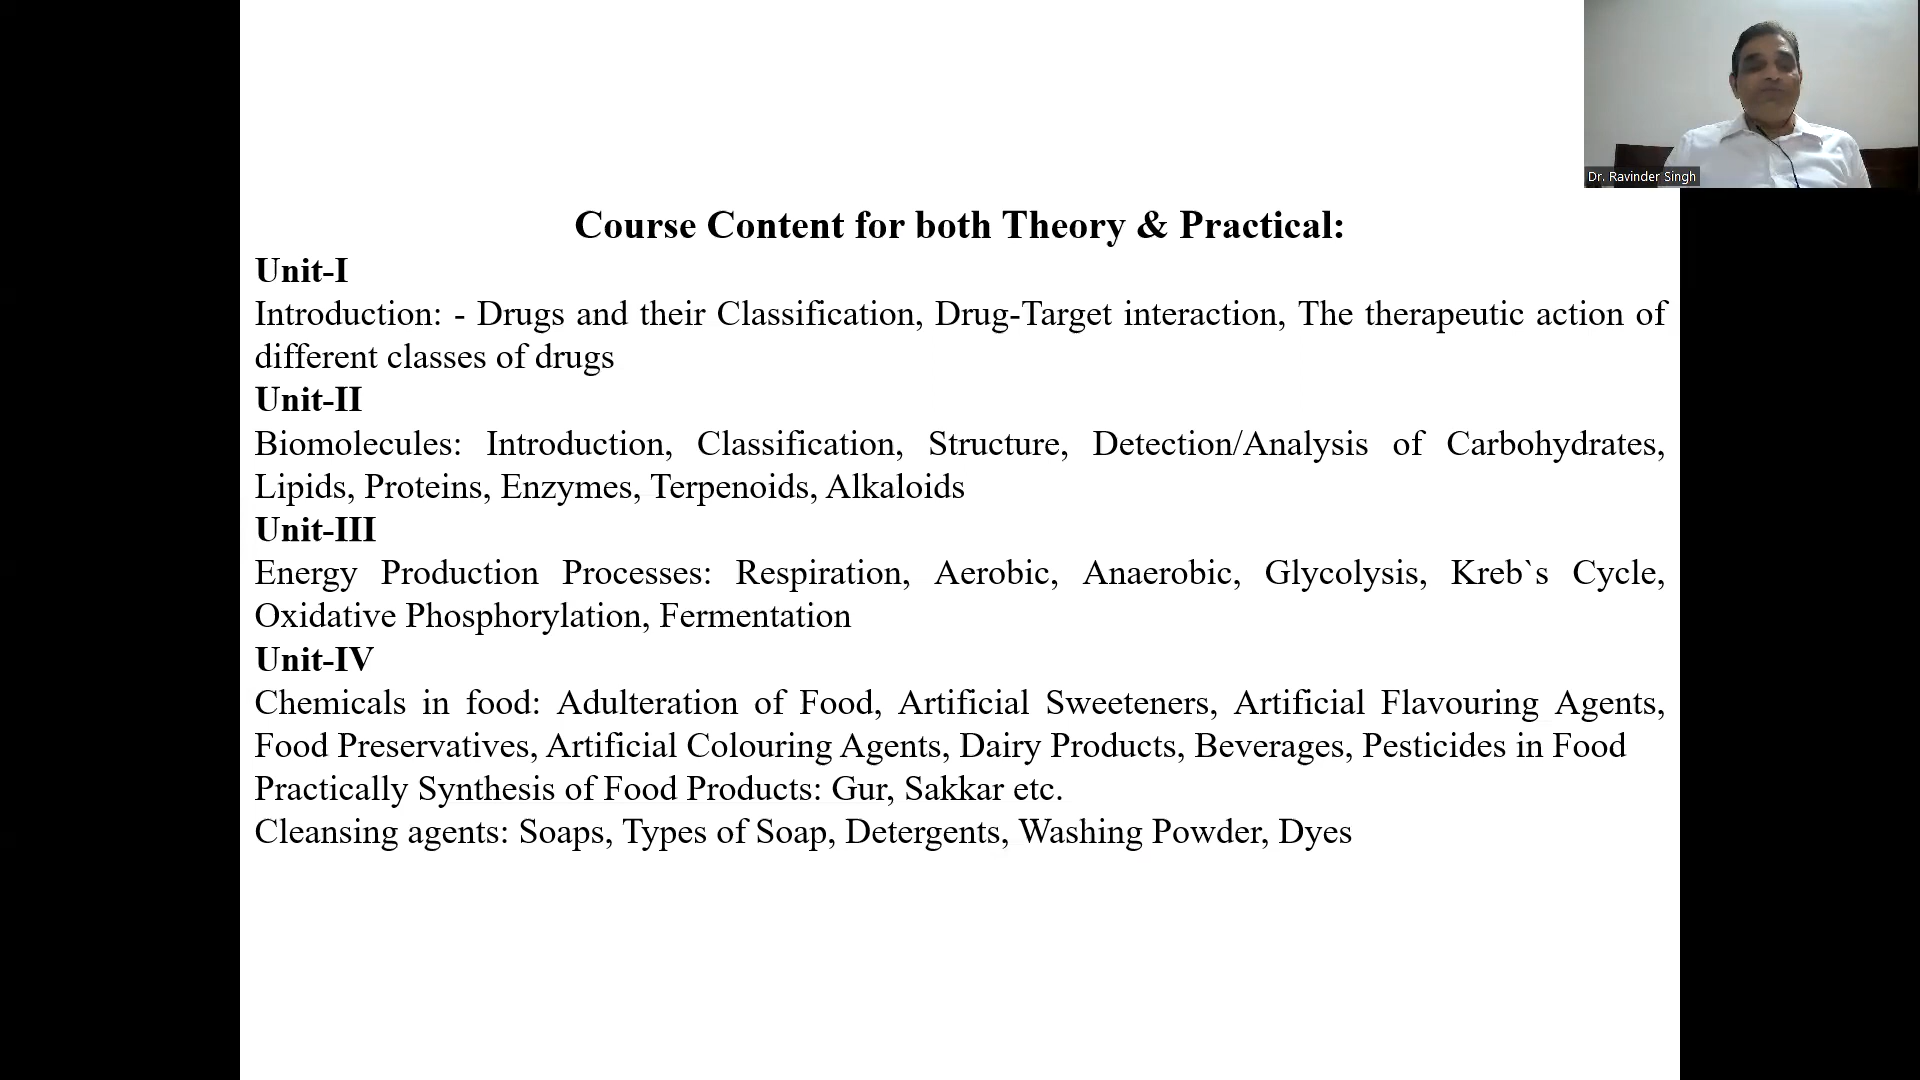 Dr. Ravinder Singh
Course Content for both Theory & Practical:
Unit-I
Introduction: - Drugs and their Classification, Drug-Target interaction, The therapeutic action of
different classes of drugs
Unit-II
Biomolecules: Introduction, Classification, Structure, Detection/Analysis of Carbohydrates,
Lipids, Proteins, Enzymes, Terpenoids, Alkaloids
Unit-III
Energy Production Processes: Respiration, Aerobic, Anaerobic, Glycolysis, Kreb`s Cycle,
Oxidative Phosphorylation, Fermentation
Unit-IV
Chemicals in food: Adulteration of Food, Artificial Sweeteners, Artificial Flavouring Agents,
Food Preservatives, Artificial Colouring Agents, Dairy Products, Beverages, Pesticides in Food
Practically Synthesis of Food Products: Gur, Sakkar etc.
Cleansing agents: Soaps, Types of Soap, Detergents, Washing Powder, Dyes